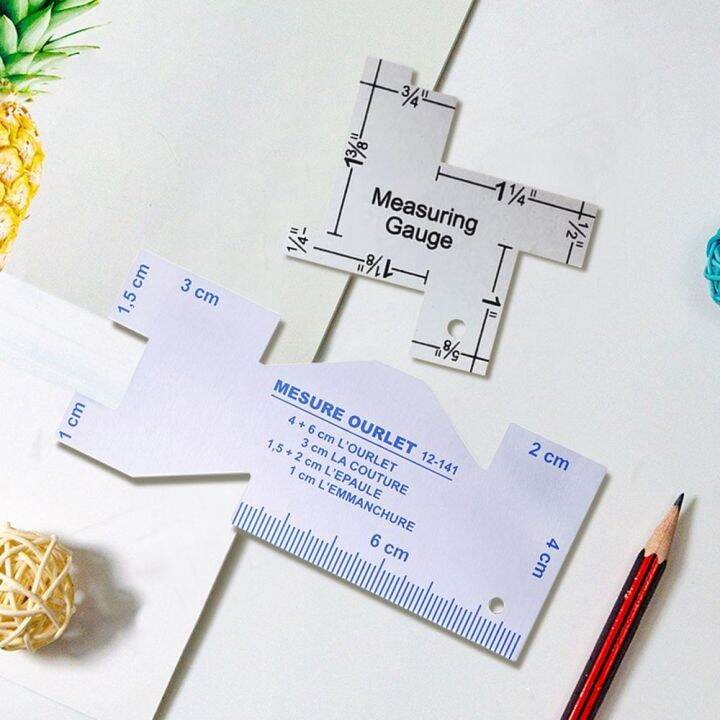 3/4"
1 3/8"
1 1/4"
1/2"
Measuring
Gauge
1/4"
1 1/8"
1"
5/8"
1,5 cm
3 cm
1 cm
MESURE OURLET 12-141
4 + 6 cm L'OURLET
3 cm LA COUTURE
1,5 + 2 cm L'EPAULE
1 cm L'EMMANCHURE
6 cm
2 cm
4 cm